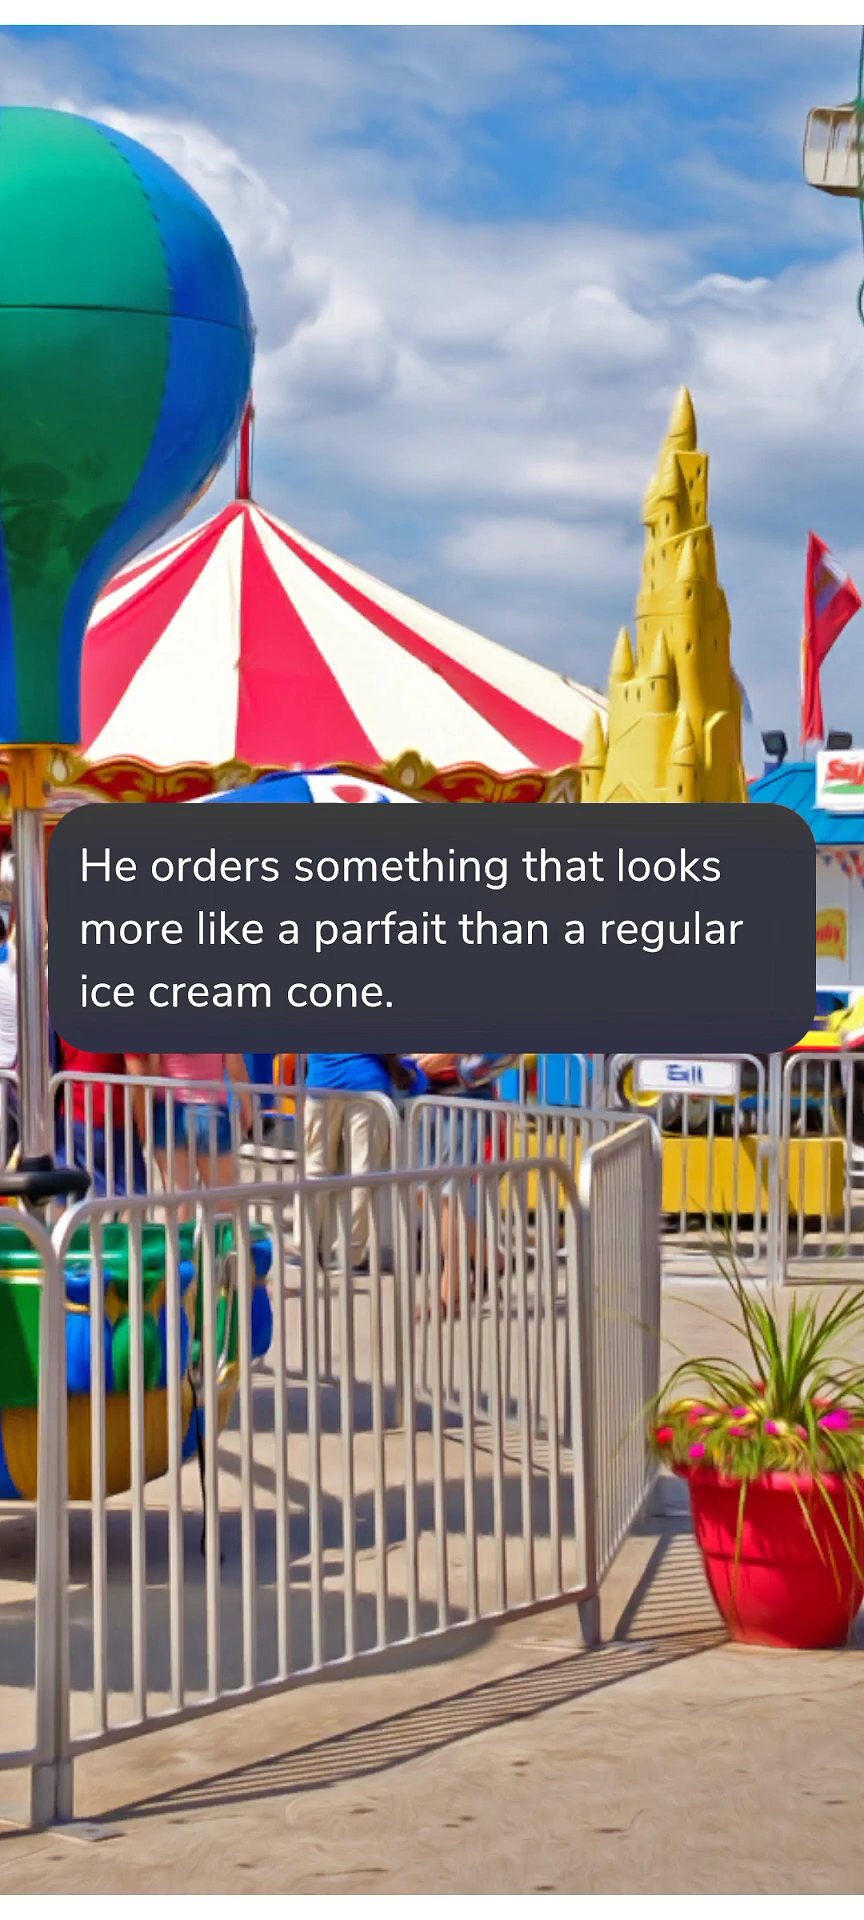 He orders something that looks
more like a parfait than a regular
ice cream cone.